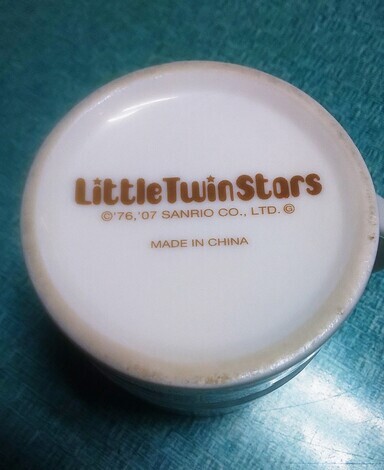 LittleTwinStars
©'76,'07 SANRIO CO., LTD. Ⓖ
MADE IN CHINA